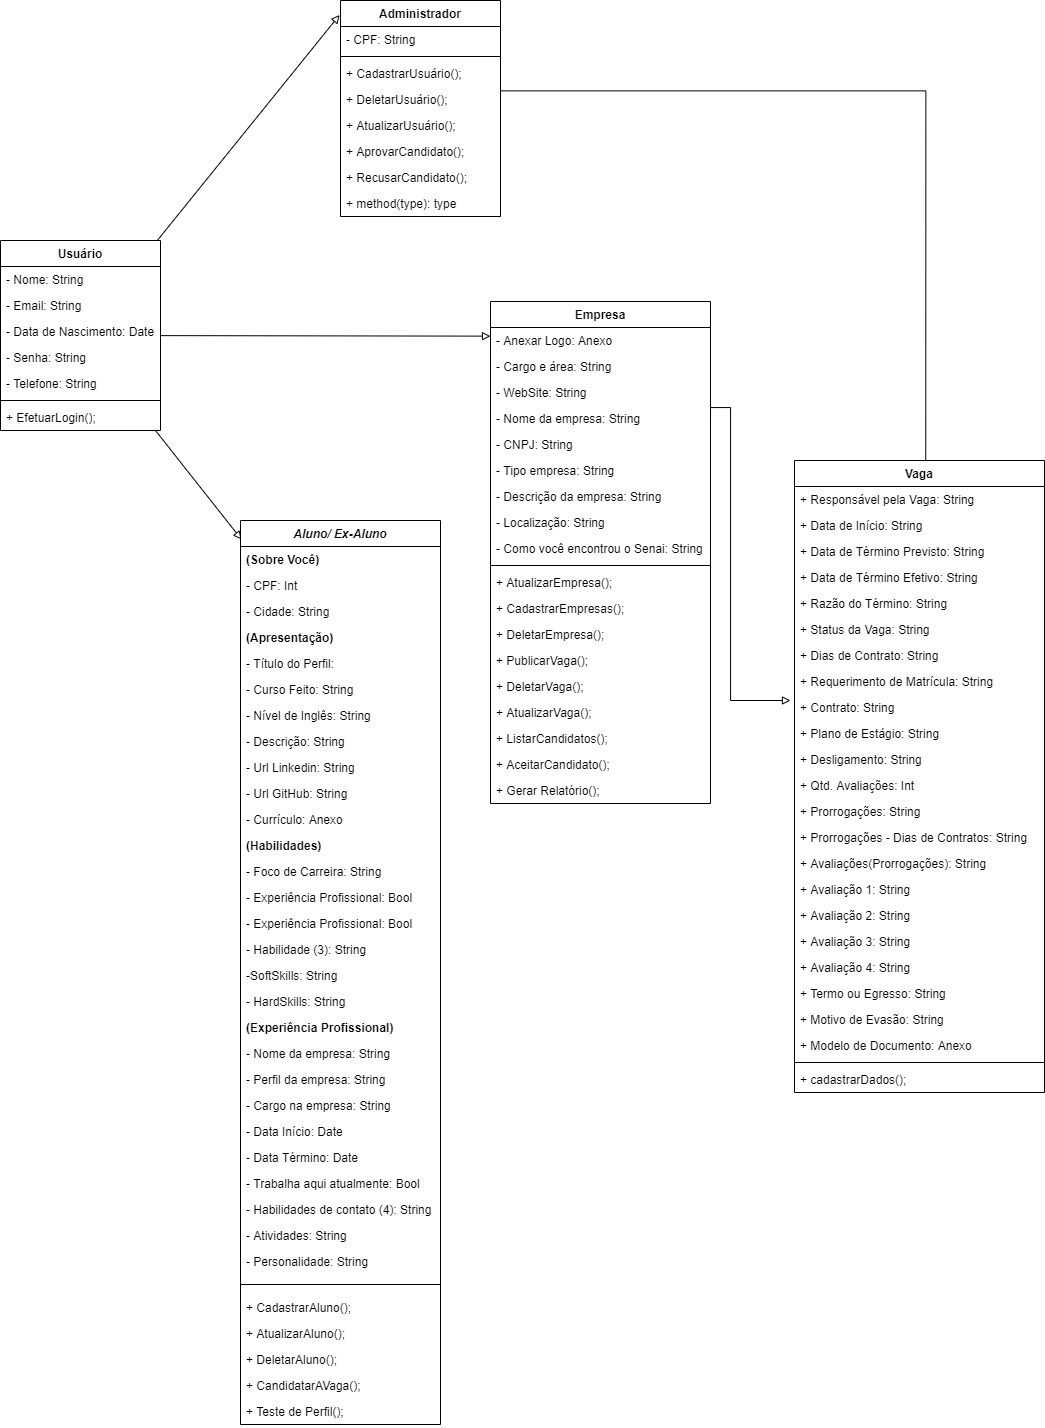 Administrador
- CPF: String
+ CadastrarUsuário();
+ DeletarUsuário();
+ AtualizarUsuário();
+ AprovarCandidato();
+ RecusarCandidato();
+ method(type): type
Usuário
- Nome: String
- Email: String
- Data de Nascimento: Date
- Senha: String
- Telefone: String
+ EfetuarLogin();
Empresa
- Anexar Logo: Anexo
- Cargo e área: String
- WebSite: String
- Nome da empresa: String
- CNPJ: String
- Tipo empresa: String
- Descrição da empresa: String
- Localização: String
- Como você encontrou o Senai: String
+ AtualizarEmpresa();
+ CadastrarEmpresas();
+ DeletarEmpresa();
+ PublicarVaga();
+ DeletarVaga();
+ AtualizarVaga();
+ ListarCandidatos();
+ AceitarCandidato();
+ Gerar Relatório();
Vaga
+ Responsável pela Vaga: String
+ Data de Início: String
+ Data de Término Previsto: String
+ Data de Término Efetivo: String
+ Razão do Término: String
+ Status da Vaga: String
+ Dias de Contrato: String
+ Requerimento de Matrícula: String
+ Contrato: String
+ Plano de Estágio: String
+ Desligamento: String
+ Qtd. Avaliações: Int
+ Prorrogações: String
+ Prorrogações - Dias de Contratos: String
+ Avaliações(Prorrogações): String
+ Avaliação 1: String
+ Avaliação 2: String
+ Avaliação 3: String
+ Avaliação 4: String
+ Termo ou Egresso: String
+ Motivo de Evasão: String
+ Modelo de Documento: Anexo
+ cadastrarDados();
Aluno/ Ex-Aluno
(Sobre Você)
- CPF: Int
- Cidade: String
(Apresentação)
- Título do Perfil:
- Curso Feito: String
- Nível de Inglês: String
- Descrição: String
- Url Linkedin: String
- Url GitHub: String
- Currículo: Anexo
(Habilidades)
- Foco de Carreira: String
- Experiência Profissional: Bool
- Experiência Profissional: Bool
- Habilidade (3): String
-SoftSkills: String
- HardSkills: String
(Experiência Profissional)
- Nome da empresa: String
- Perfil da empresa: String
- Cargo na empresa: String
- Data Início: Date
- Data Término: Date
- Trabalha aqui atualmente: Bool
- Habilidades de contato (4): String
- Atividades: String
- Personalidade: String
+ CadastrarAluno();
+ AtualizarAluno();
+ DeletarAluno();
+ CandidatarAVaga();
+ Teste de Perfil();